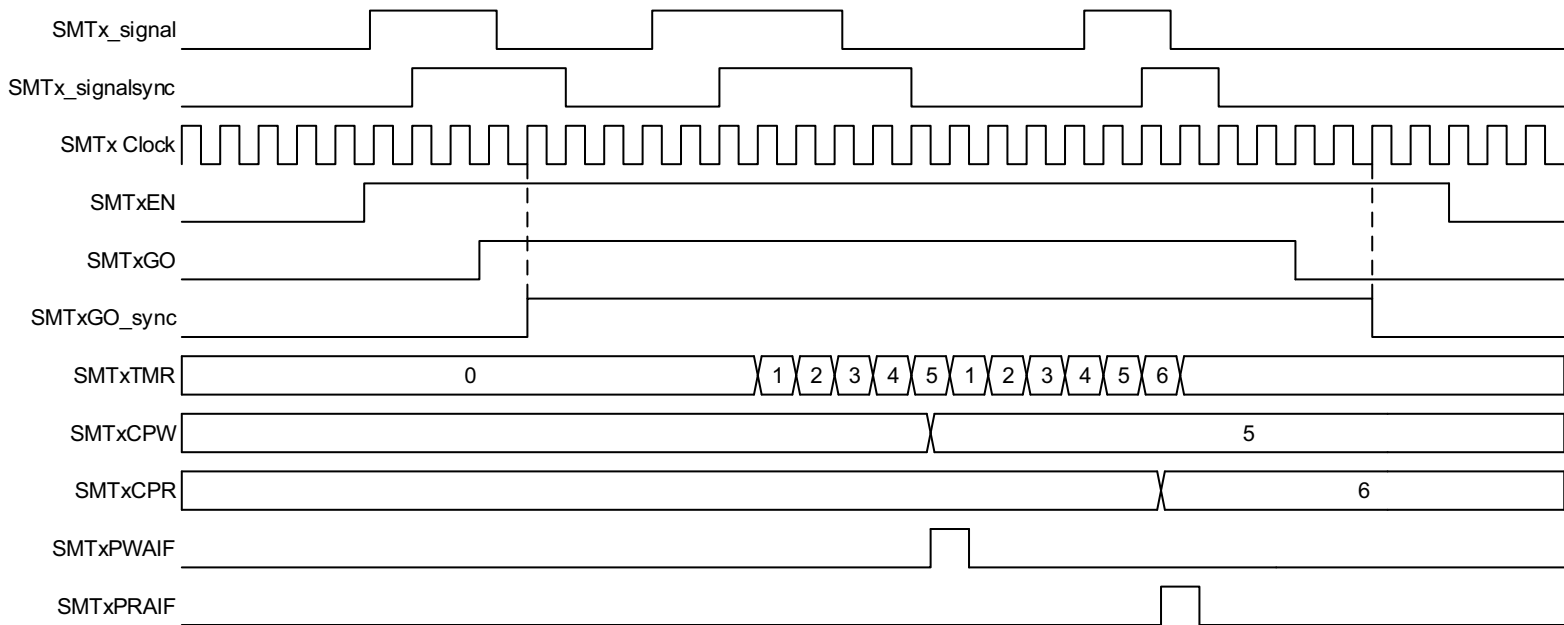 SMTx_signal
SMTx_signalsync
SMTx Clock
SMTxEN
SMTxGO
SMTxGO_sync
SMTxTMR 0 1 2 3 4 5 1 2 3 4 5 6
SMTxCPW 5
SMTxCPR 6
SMTxPWAIF
SMTxPRAIF